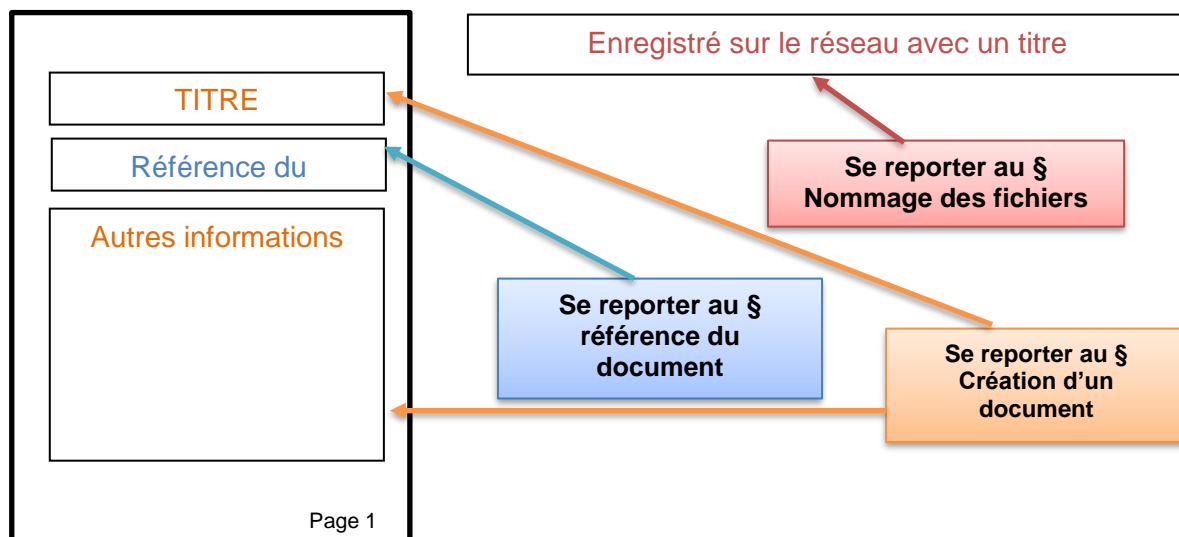 Enregistré sur le réseau avec un titre
TITRE
Référence du
Se reporter au §
Nommage des fichiers
Autres informations
Se reporter au §
référence du
document
Se reporter au §
Création d’un
document
Page 1